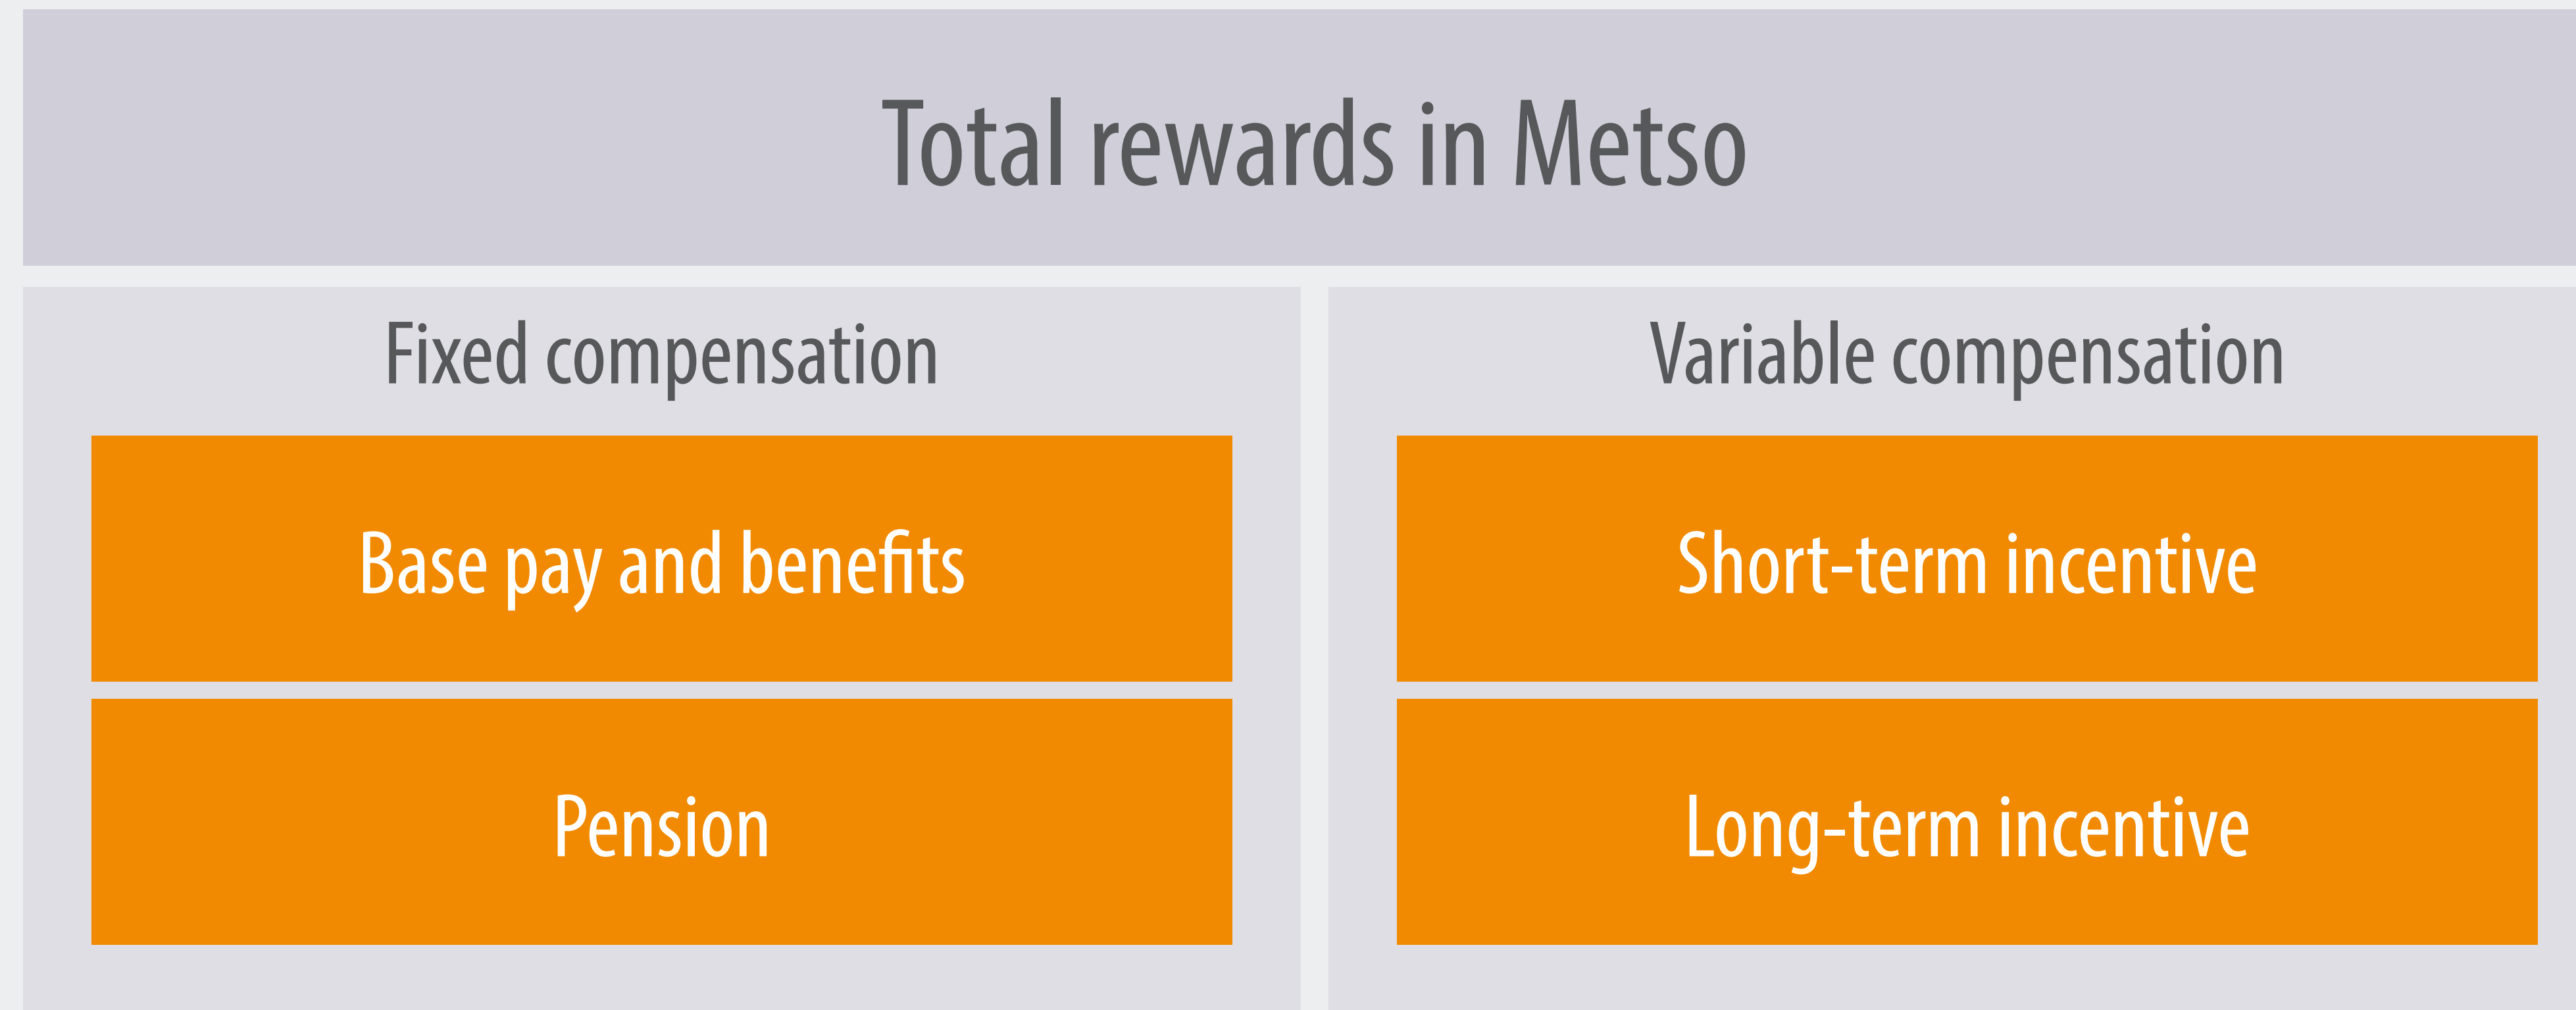 Total rewards in Metso
Fixed compensation
Base pay and benefits
Pension
Variable compensation
Short-term incentive
Long-term incentive